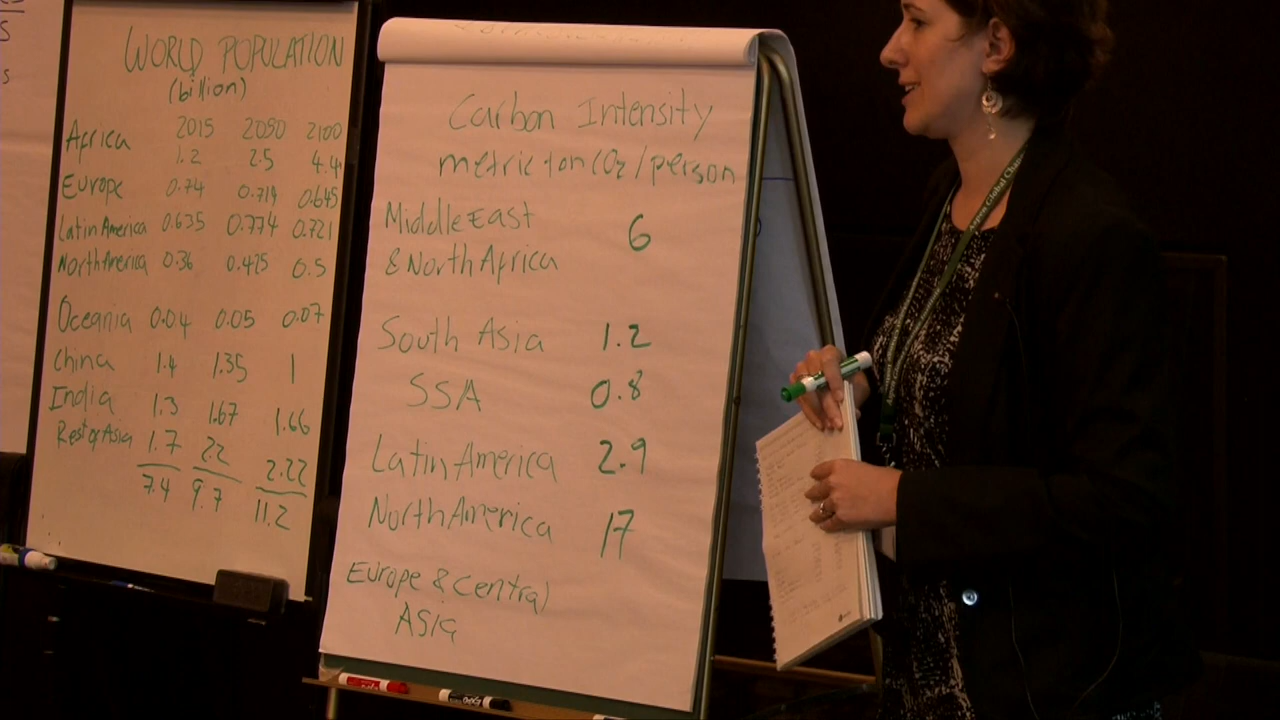 WORLD POPULATION
(billion)
2015 2050 2100
Africa 1.2 2.5 4.4
Europe 0.74 0.719 0.645
Latin America 0.635 0.774 0.721
North America 0.36 0.425 0.5
Oceania 0.04 0.05 0.07
China 1.4 1.35 1
India 1.3 1.67 1.66
Rest of Asia 1.7 22 2.22
7.4 9.7 11.2
Carbon Intensity
metric ton CO2/person
Middle East 6
& North Africa
South Asia 1.2
SSA 0.8
Latin America 2.9
North America 17
Europe & Central
Asia
Global Chan